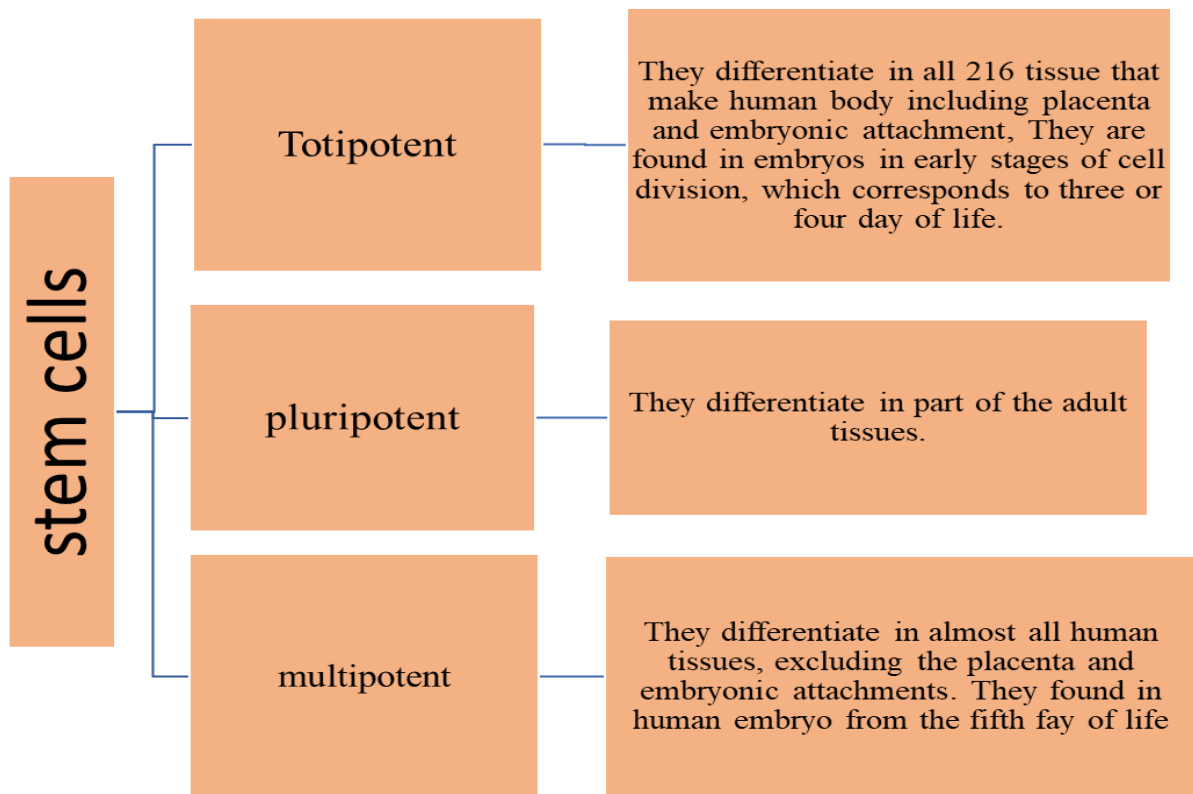 stem cells
Totipotent
They differentiate in all 216 tissue that
make human body including placenta
and embryonic attachment, They are
found in embryos in early stages of cell
division, which corresponds to three or
four day of life.
pluripotent
They differentiate in part of the adult
tissues.
multipotent
They differentiate in almost all human
tissues, excluding the placenta and
embryonic attachments. They found in
human embryo from the fifth fay of life